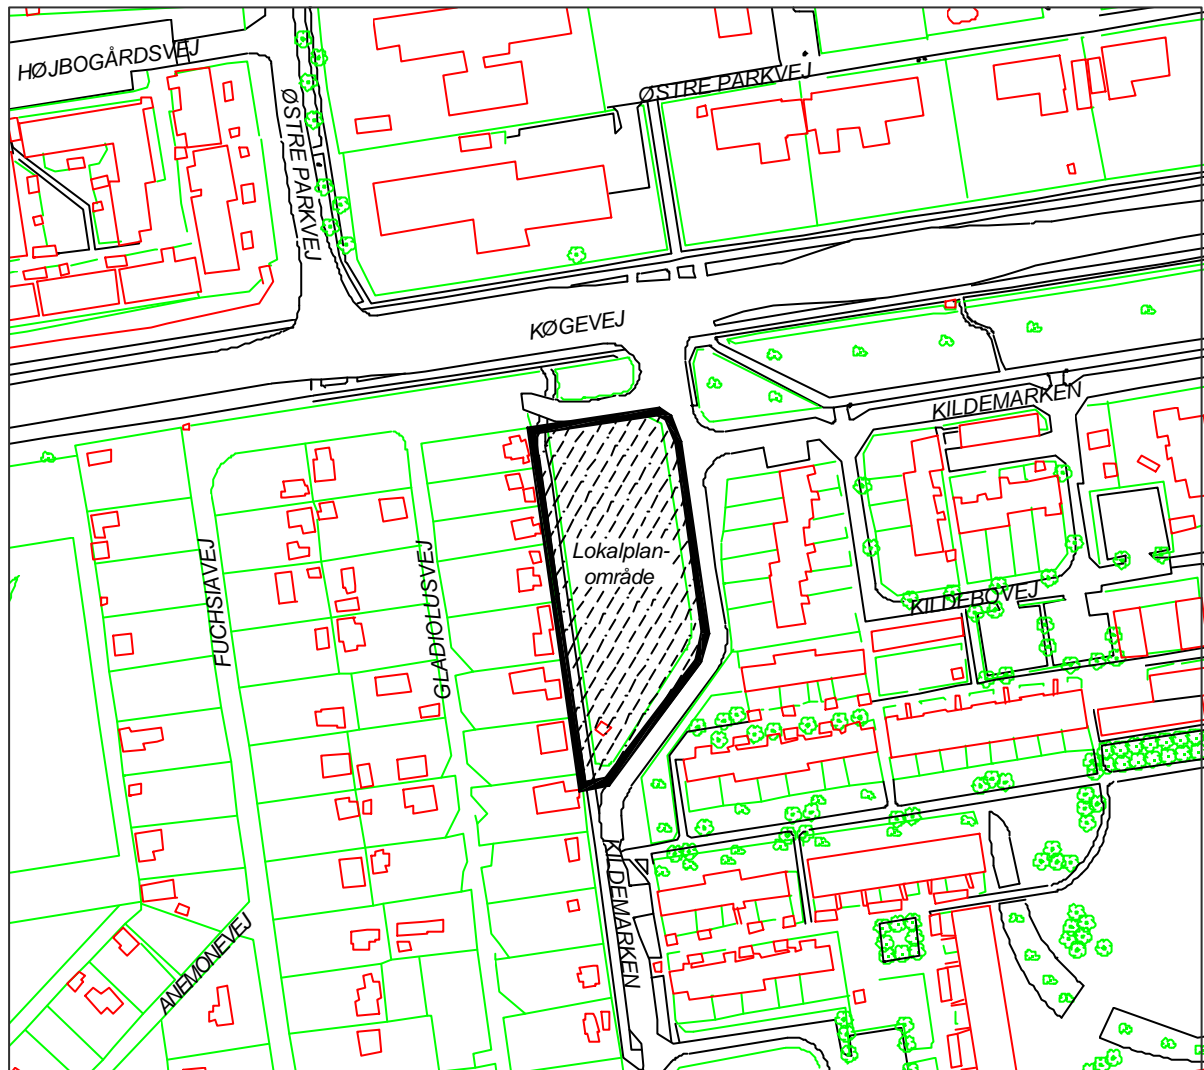 HØJBOGÅRDSVEJ
ØSTRE PARKVEJ
ØSTRE PARKVEJ
KØGEVEJ
KILDEMARKEN
Lokalplan-
område
FUCHSIAVEJ
GLADIOLUSVEJ
KILDEBOVEJ
KILDEMARKEN
ANEMONEVEJ